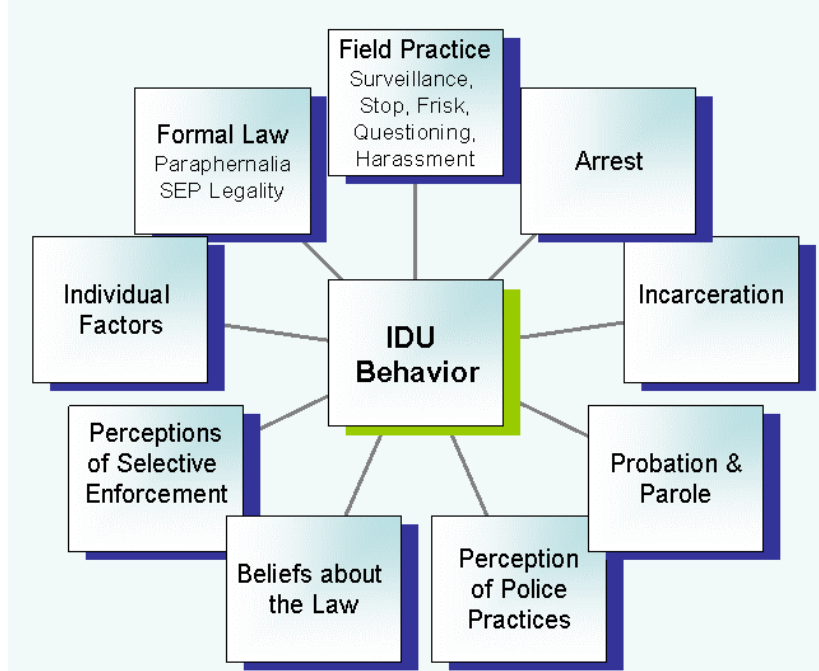 Field Practice
Surveillance,
Stop, Frisk,
Questioning,
Harassment
Formal Law
Paraphernalia
SEP Legality
Arrest
Individual
Factors
IDU
Behavior
Incarceration
Perceptions
of Selective
Enforcement
Probation &
Parole
Beliefs about
the Law
Perception
of Police
Practices